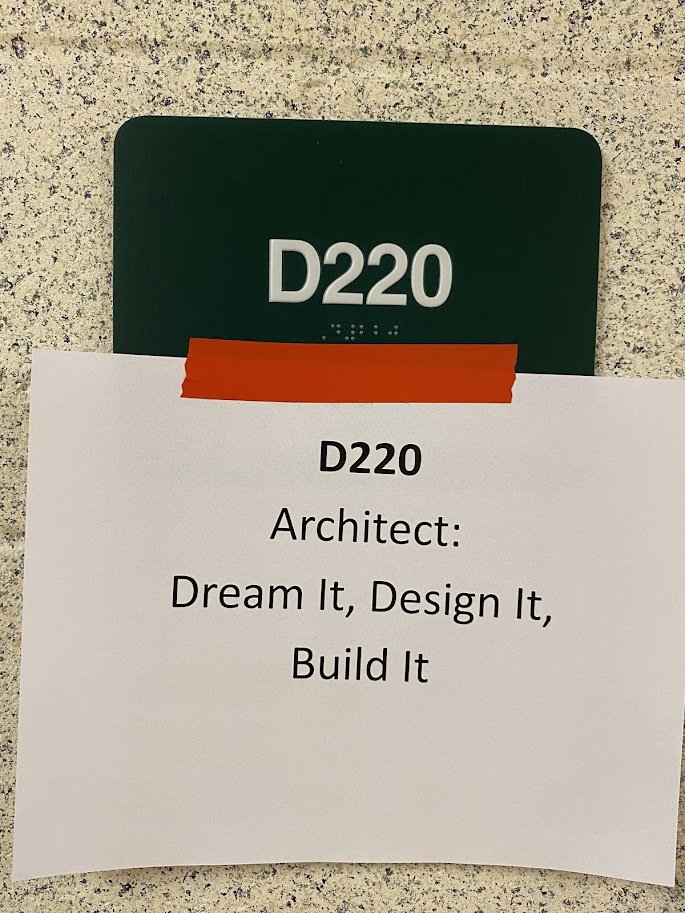 D220
D220
Architect:
Dream It, Design It,
Build It